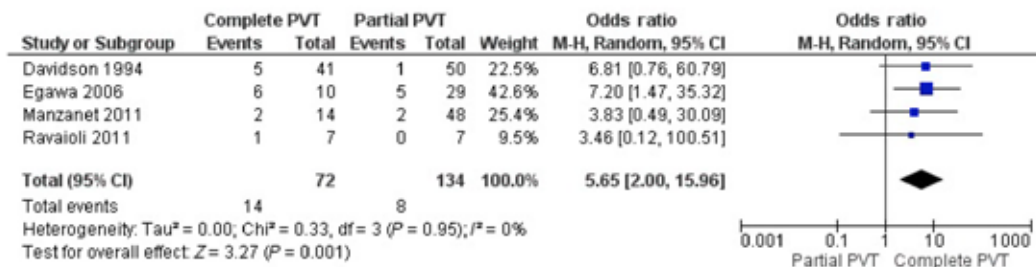 Complete PVT Partial PVT Odds ratio Odds ratio
Study or Subgroup Events Total Events Total Weight M-H, Random, 95% CI M-H, Random, 95% CI
Davidson 1994 5 41 1 50 22.5% 6.81 [0.76, 60.79]
Egawa 2006 6 10 5 29 42.6% 7.20 [1.47, 35.32]
Manzanet 2011 2 14 2 48 25.4% 3.83 [0.49, 30.09]
Ravaioli 2011 1 7 0 7 9.5% 3.46 [0.12, 100.51]
Total (95% CI) 72 134 100.0% 5.65 [2.00, 15.96]
Total events 14 8
Heterogeneity: Tau² = 0.00; Chi² = 0.33, df = 3 (P = 0.95); I² = 0%
Test for overall effect: Z = 3.27 (P = 0.001)
0.001 0.1 1 10 1000
Partial PVT Complete PVT